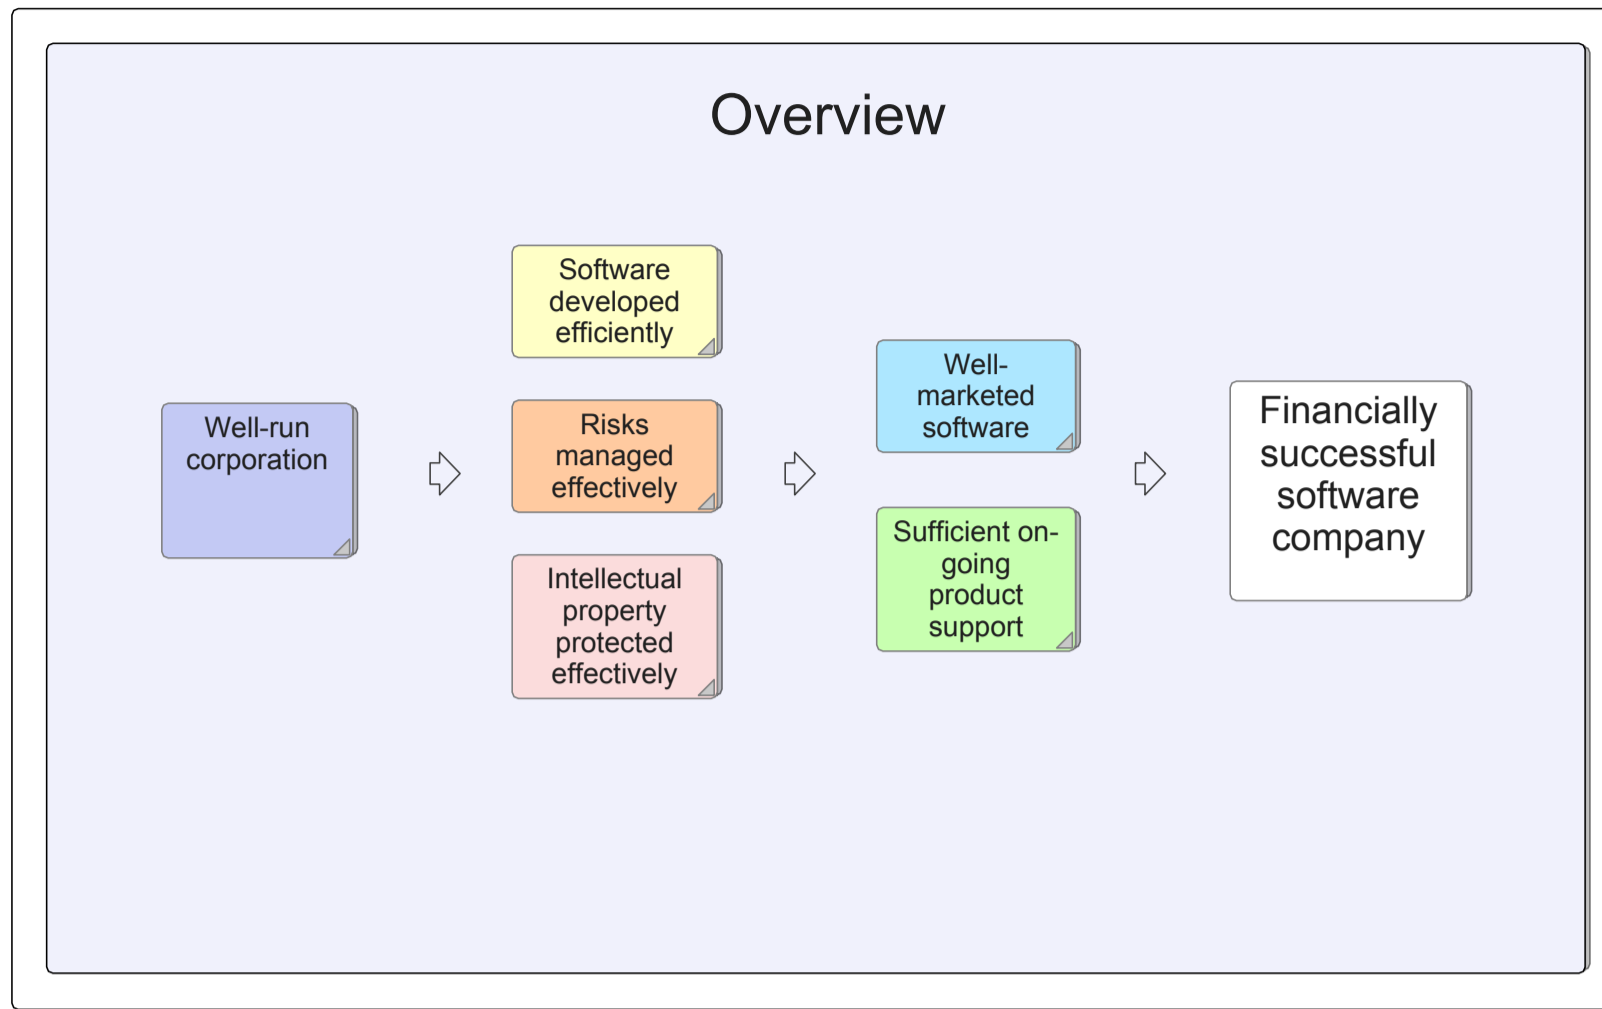 Overview
Well-run
corporation
Software
developed
efficiently
Risks
managed
effectively
Intellectual
property
protected
effectively
Well-
marketed
software
Sufficient on-
going
product
support
Financially
successful
software
company